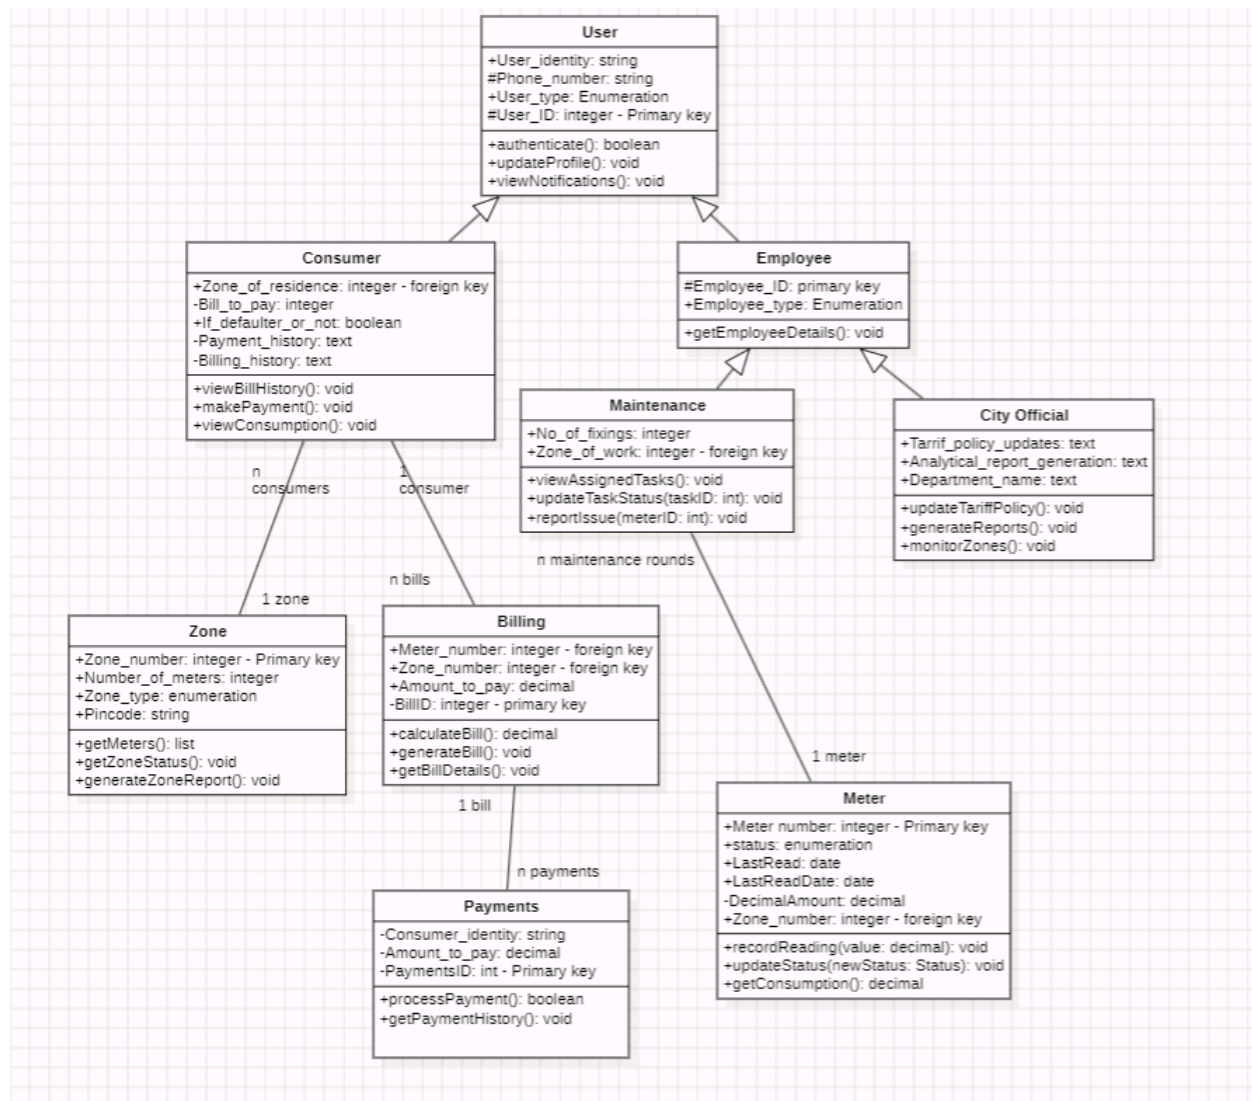 User
+User_identity: string
#Phone_number: string
+User_type: Enumeration
#User_ID: integer - Primary key
+authenticate(): boolean
+updateProfile(): void
+viewNotifications(): void
Consumer
+Zone_of_residence: integer - foreign key
-Bill_to_pay: integer
+If_defaulter_or_not: boolean
-Payment_history: text
-Billing_history: text
+viewBillHistory(): void
+makePayment(): void
+viewConsumption(): void
Employee
#Employee_ID: primary key
+Employee_type: Enumeration
+getEmployeeDetails(): void
Maintenance
+No_of_fixings: integer
+Zone_of_work: integer - foreign key
+viewAssignedTasks(): void
+updateTaskStatus(taskID: int): void
+reportIssue(meterID: int): void
City Official
+Tarrif_policy_updates: text
+Analytical_report_generation: text
+Department_name: text
+updateTariffPolicy(): void
+generateReports(): void
+monitorZones(): void
n
consumers
1
consumer
n maintenance rounds
n bills
1 zone
Zone
+Zone_number: integer - Primary key
+Number_of_meters: integer
+Zone_type: enumeration
+Pincode: string
+getMeters(): list
+getZoneStatus(): void
+generateZoneReport(): void
Billing
+Meter_number: integer - foreign key
+Zone_number: integer - foreign key
+Amount_to_pay: decimal
-BillID: integer - primary key
+calculateBill(): decimal
+generateBill(): void
+getBillDetails(): void
1 meter
1 bill
n payments
Meter
+Meter number: integer - Primary key
+status: enumeration
+LastRead: date
+LastReadDate: date
-DecimalAmount: decimal
+Zone_number: integer - foreign key
+recordReading(value: decimal): void
+updateStatus(newStatus: Status): void
+getConsumption(): decimal
Payments
-Consumer_identity: string
-Amount_to_pay: decimal
-PaymentsID: int - Primary key
+processPayment(): boolean
+getPaymentHistory(): void